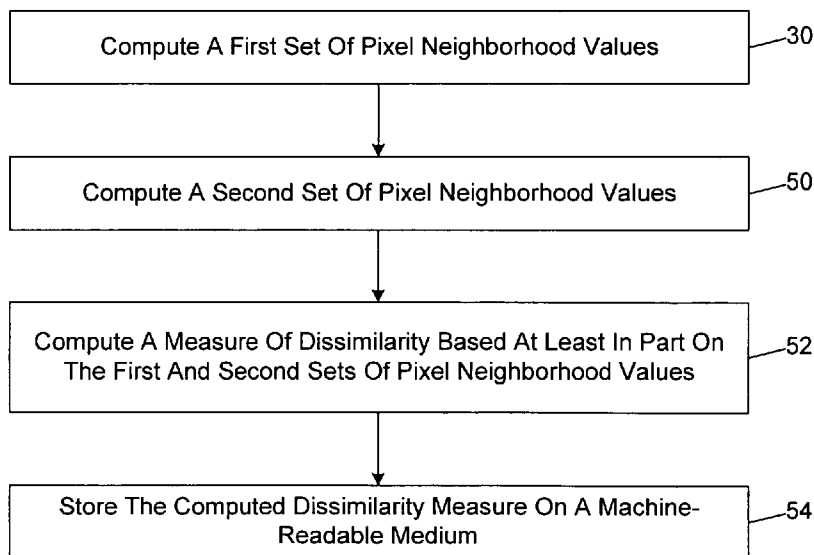 Compute A First Set Of Pixel Neighborhood Values
30
Compute A Second Set Of Pixel Neighborhood Values
50
Compute A Measure Of Dissimilarity Based At Least In Part On
The First And Second Sets Of Pixel Neighborhood Values
52
Store The Computed Dissimilarity Measure On A Machine-
Readable Medium
54